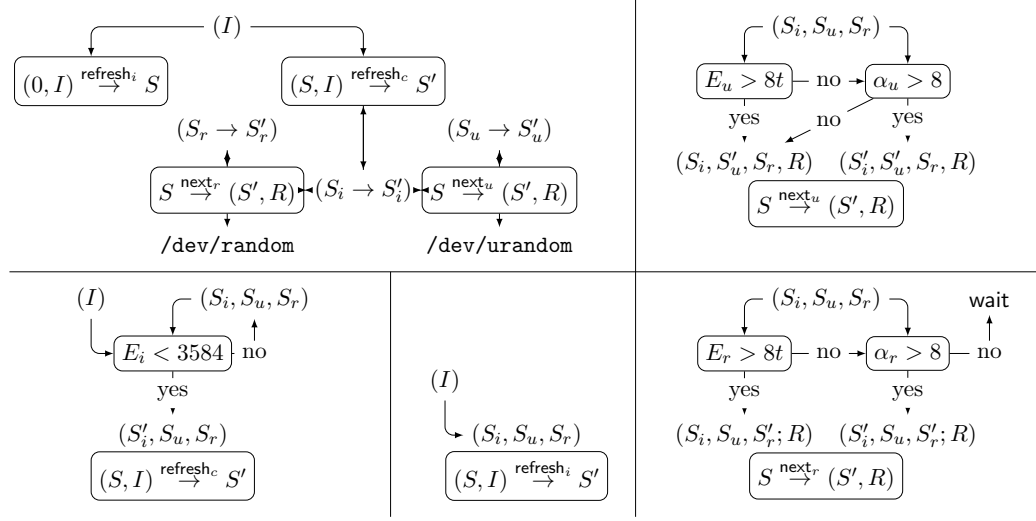 (I)
(0, I) refresh_i → S
(S, I) refresh_c → S′
(S_r → S′_r)
(S_u → S′_u)
S next_r → (S′, R)
(S_i → S′_i)
S next_u → (S′, R)
/dev/random
/dev/urandom
(S_i, S_u, S_r)
E_u > 8t
no
α_u > 8
yes
no
yes
(S_i, S′_u, S_r, R)
(S′_i, S′_u, S_r, R)
S next_u → (S′, R)
(I)
(S_i, S_u, S_r)
E_i < 3584
no
yes
(S′_i, S_u, S_r)
(S, I) refresh_c → S′
(I)
(S_i, S_u, S_r)
(S, I) refresh_i → S′
(S_i, S_u, S_r)
wait
E_r > 8t
no
α_r > 8
no
yes
yes
(S_i, S_u, S′_r; R)
(S′_i, S_u, S′_r; R)
S next_r → (S′, R)